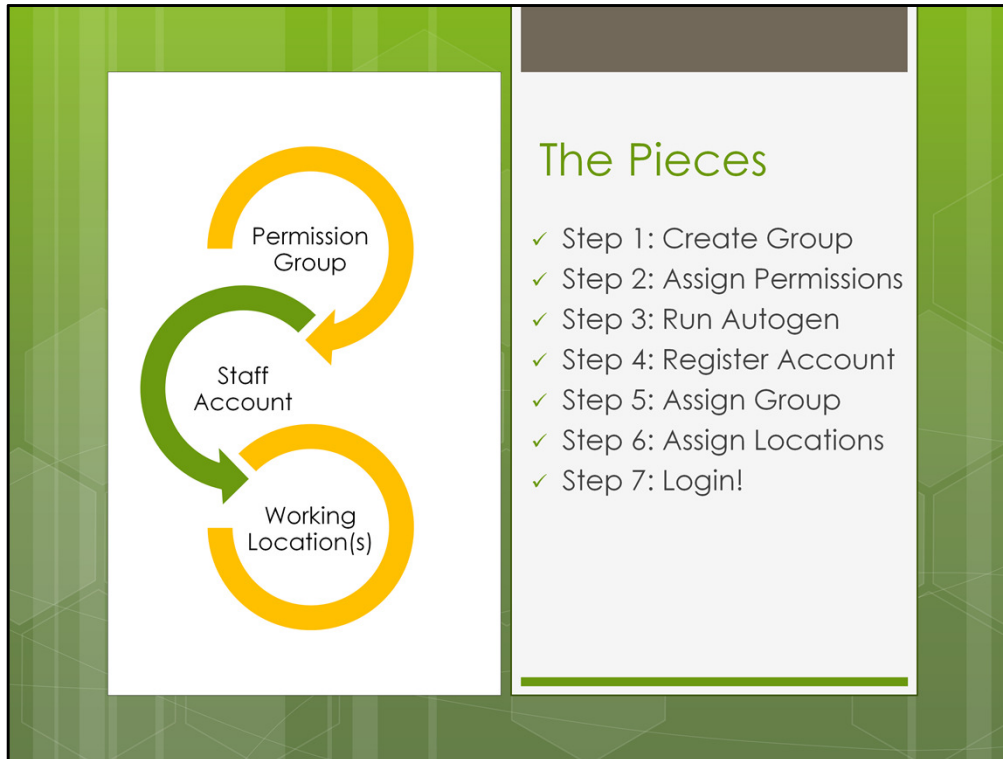 Permission
Group
Staff
Account
Working
Location(s)
The Pieces
✓ Step 1: Create Group
✓ Step 2: Assign Permissions
✓ Step 3: Run Autogen
✓ Step 4: Register Account
✓ Step 5: Assign Group
✓ Step 6: Assign Locations
✓ Step 7: Login!